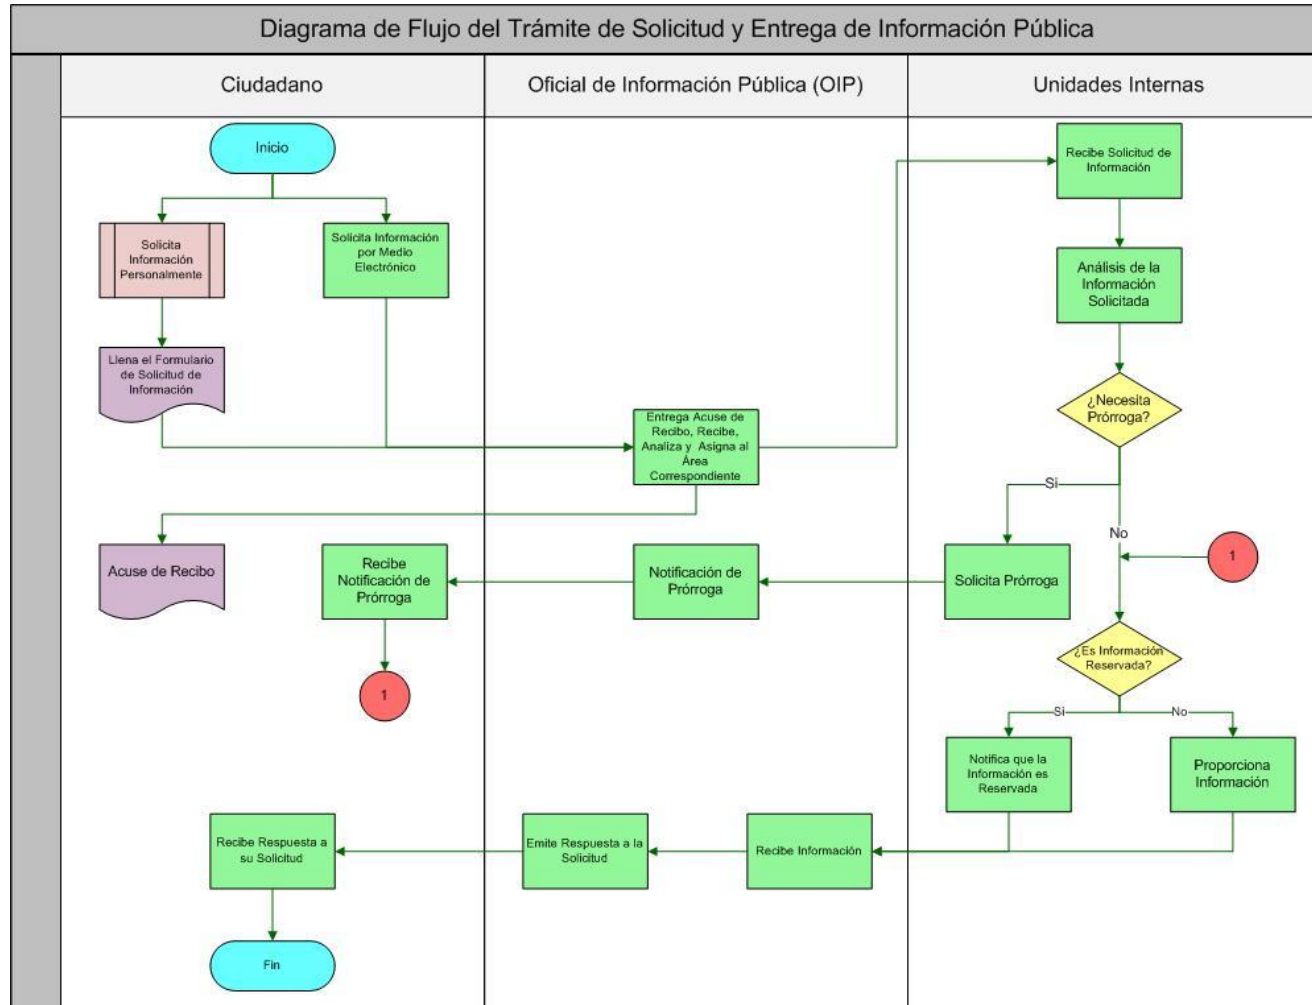 Diagrama de Flujo del Trámite de Solicitud y Entrega de Información Pública
Ciudadano
Oficial de Información Pública (OIP)
Unidades Internas
Inicio
Recibe Solicitud de
Información
Solicita
Información
Personalmente
Solicita Información
por Medio
Electrónico
Análisis de la
Información
Solicitada
Llena el Formulario
de Solicitud de
Información
¿Necesita
Prórroga?
Entrega Acuse de
Recibo, Recibe,
Analiza y Asigna al
Área
Correspondiente
Si
No
Acuse de Recibo
Recibe
Notificación de
Prórroga
Notificación de
Prórroga
Solicita Prórroga
1
¿Es Información
Reservada?
1
Si
No
Notifica que la
Información es
Reservada
Proporciona
Información
Recibe Respuesta a
su Solicitud
Emite Respuesta a la
Solicitud
Recibe Información
Fin